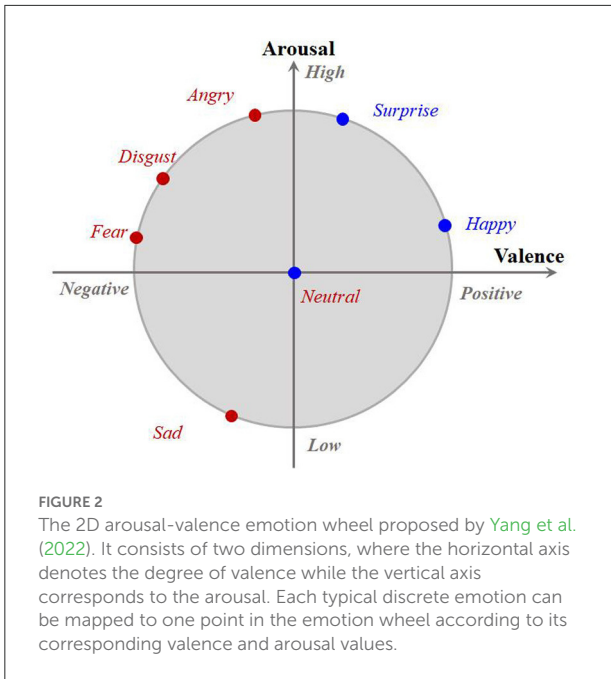 Arousal
High
Angry
Surprise
Disgust
Fear
Happy
Valence
Negative
Neutral
Positive
Sad
Low
FIGURE 2
The 2D arousal-valence emotion wheel proposed by Yang et al.
(2022). It consists of two dimensions, where the horizontal axis
denotes the degree of valence while the vertical axis
corresponds to the arousal. Each typical discrete emotion can
be mapped to one point in the emotion wheel according to its
corresponding valence and arousal values.